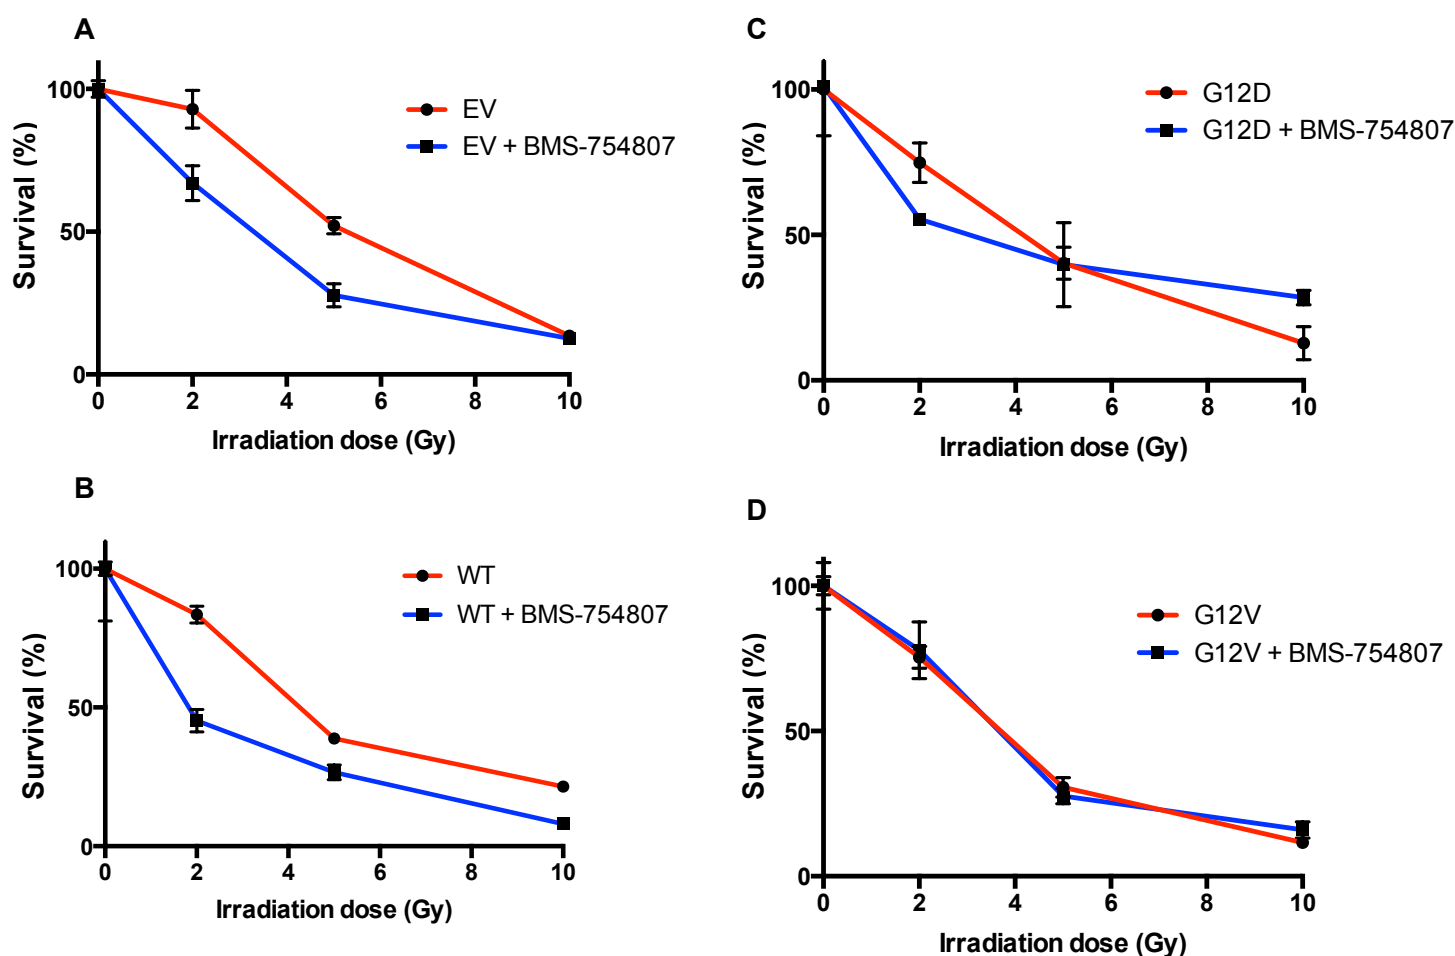 A
Survival (%)
100
50
0
EV
EV + BMS-754807
0 2 4 6 8 10
Irradiation dose (Gy)
B
Survival (%)
100
50
0
WT
WT + BMS-754807
0 2 4 6 8 10
Irradiation dose (Gy)
C
Survival (%)
100
50
0
G12D
G12D + BMS-754807
0 2 4 6 8 10
Irradiation dose (Gy)
D
Survival (%)
100
50
0
G12V
G12V + BMS-754807
0 2 4 6 8 10
Irradiation dose (Gy)